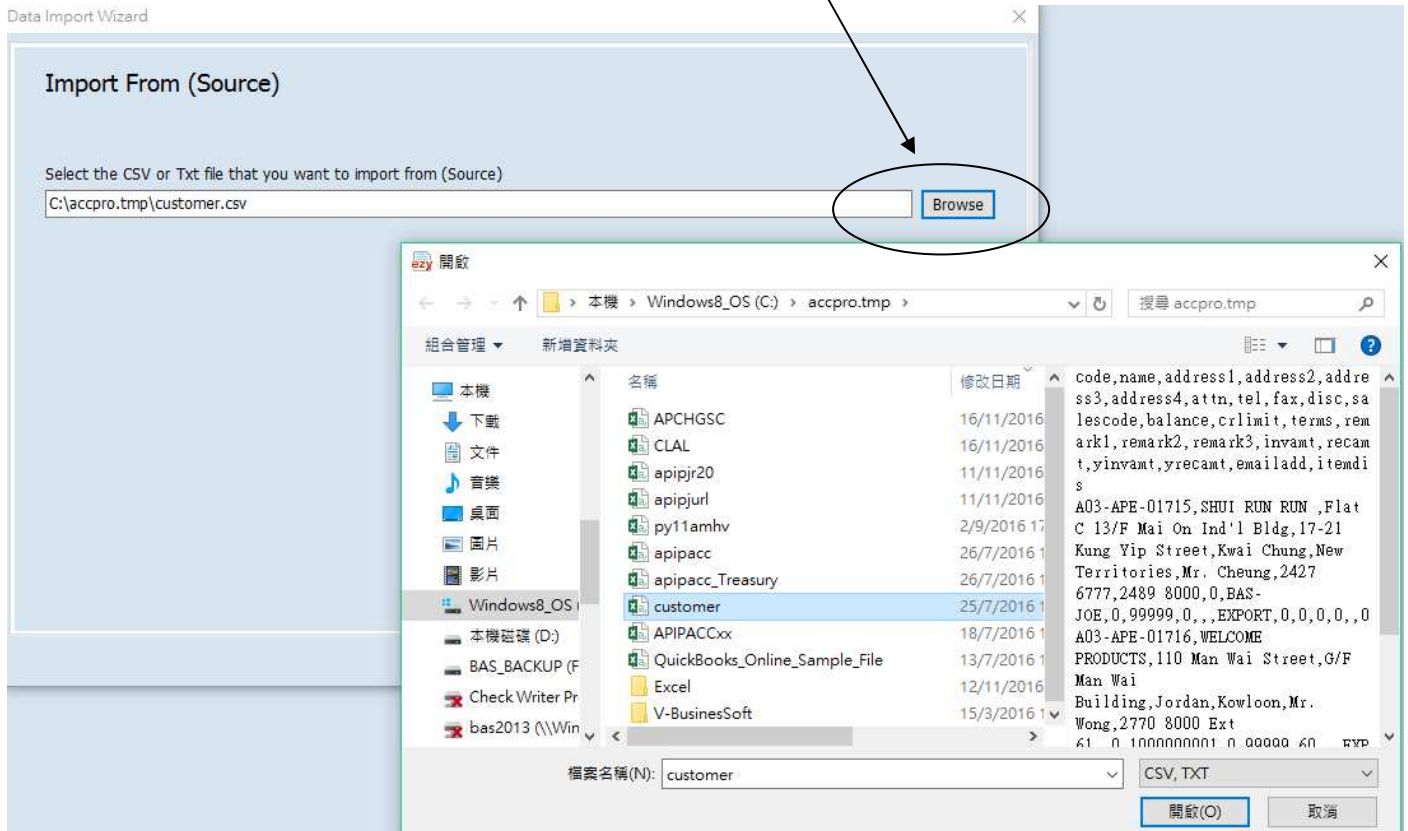 Data Import Wizard
Import From (Source)
Select the CSV or Txt file that you want to import from (Source)
C:\accpro.tmp\customer.csv
Browse
ezy 開啟
本機 › Windows8_OS (C:) › accpro.tmp ›
搜尋 accpro.tmp
組合管理 新增資料夾
本機
下載
文件
音樂
桌面
圖片
影片
Windows8_OS (
本機磁碟 (D:)
BAS_BACKUP (F
Check Writer Pr
bas2013 (\\Win
名稱 修改日期
APCHGSC 16/11/2016
CLAL 16/11/2016
apipjr20 11/11/2016
apipjurl 11/11/2016
py11amhv 2/9/2016 17
apipacc 26/7/2016 1
apipacc_Treasury 26/7/2016 1
customer 25/7/2016 1
APIPACCxx 18/7/2016 1
QuickBooks_Online_Sample_File 13/7/2016 1
Excel 12/11/2016
V-BusinesSoft 15/3/2016 1
code,name,address1,address2,addre
ss3,address4,attn,tel,fax,disc,sa
lescode,balance,crlimit,terms,rem
ark1,remark2,remark3,invamt,recam
t,yinvamt,yrecamt,emailadd,itemdi
s
A03-APE-01715,SHUI RUN RUN ,Flat
C 13/F Mai On Ind'l Bldg,17-21
Kung Yip Street,Kwai Chung,New
Territories,Mr. Cheung,2427
6777,2489 8000,0,BAS-
JOE,0,99999,0,,,EXPORT,0,0,0,0,,0
A03-APE-01716,WELCOME
PRODUCTS,110 Man Wai Street,G/F
Man Wai
Building,Jordan,Kowloon,Mr.
Wong,2770 8000 Ext
61,,0,1000000001,0,99999,60,,,EXP
檔案名稱(N): customer
CSV, TXT
開啟(O) 取消